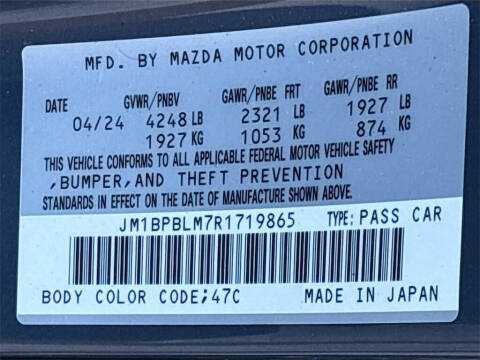 MFD. BY MAZDA MOTOR CORPORATION
GVWR/PNBV GAWR/PNBE FRT GAWR/PNBE RR
04/24 4248 LB 2321 LB 1927 LB
1927 KG 1053 KG 874 KG
THIS VEHICLE CONFORMS TO ALL APPLICABLE FEDERAL MOTOR VEHICLE SAFETY
,BUMPER,AND THEFT PREVENTION
STANDARDS IN EFFECT ON THE DATE OF MANUFACTURE SHOWN ABOVE.
JM1BPBLM7R1719865 TYPE: PASS CAR
BODY COLOR CODE;47C MADE IN JAPAN